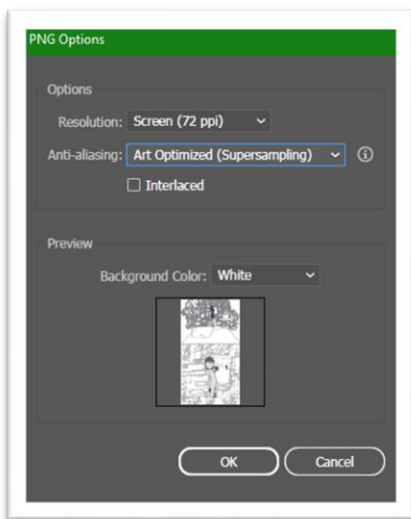 PNG Options
Options
Resolution: Screen (72 ppi)
Anti-aliasing: Art Optimized (Supersampling)
Interlaced
Preview
Background Color: White
OK Cancel